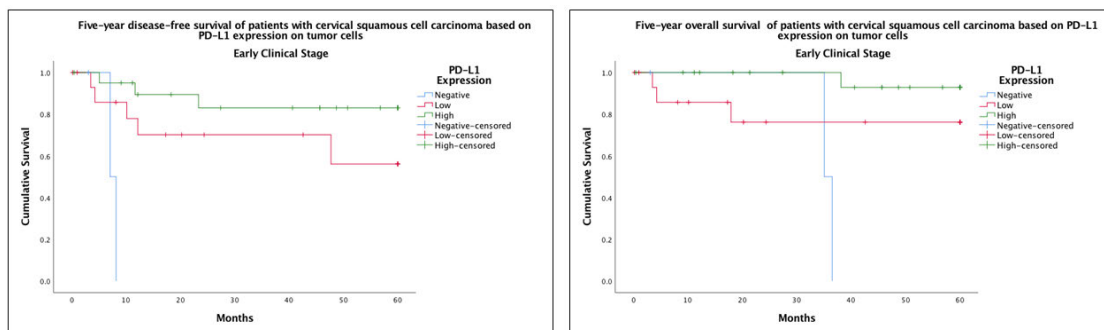 Five-year disease-free survival of patients with cervical squamous cell carcinoma based on
PD-L1 expression on tumor cells
Early Clinical Stage
PD-L1
Expression
Negative
Low
High
Negative-censored
Low-censored
High-censored
Cumulative Survival
1.0
0.8
0.6
0.4
0.2
0.0
0 10 20 30 40 50 60
Months
Five-year overall survival of patients with cervical squamous cell carcinoma based on PD-L1
expression on tumor cells
Early Clinical Stage
PD-L1
Expression
Negative
Low
High
Negative-censored
Low-censored
High-censored
Cumulative Survival
1.0
0.8
0.6
0.4
0.2
0.0
0 10 20 30 40 50 60
Months